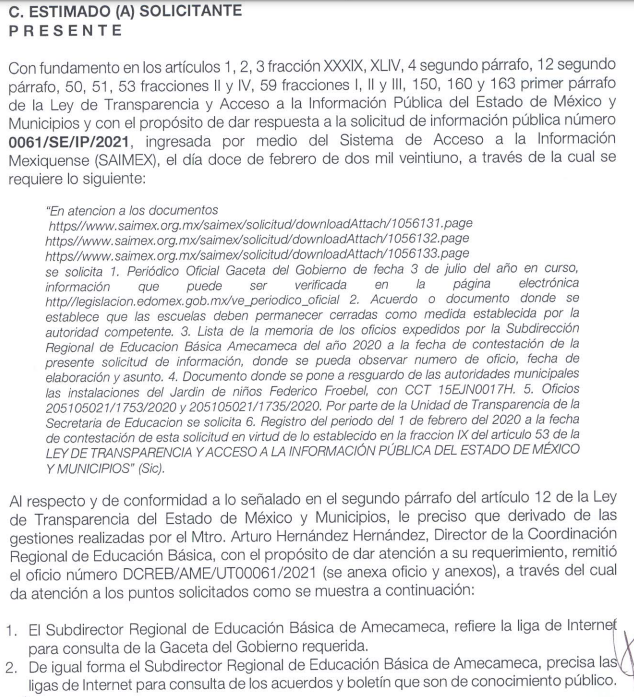 C. ESTIMADO (A) SOLICITANTE
P R E S E N T E
Con fundamento en los artículos 1, 2, 3 fracción XXXIX, XLIV, 4 segundo párrafo, 12 segundo
párrafo, 50, 51, 53 fracciones II y IV, 59 fracciones I, II y III, 150, 160 y 163 primer párrafo
de la Ley de Transparencia y Acceso a la Información Pública del Estado de México y
Municipios y con el propósito de dar respuesta a la solicitud de información pública número
0061/SE/IP/2021, ingresada por medio del Sistema de Acceso a la Información
Mexiquense (SAIMEX), el día doce de febrero de dos mil veintiuno, a través de la cual se
requiere lo siguiente:
"En atencion a los documentos
https//www.saimex.org.mx/saimex/solicitud/downloadAttach/1056131.page
https//www.saimex.org.mx/saimex/solicitud/downloadAttach/1056132.page
https//www.saimex.org.mx/saimex/solicitud/downloadAttach/1056133.page
se solicita 1. Periódico Oficial Gaceta del Gobierno de fecha 3 de julio del año en curso,
información que puede ser verificada en la página electrónica
http//legislacion.edomex.gob.mx/ve_periodico_oficial 2. Acuerdo o documento donde se
establece que las escuelas deben permanecer cerradas como medida establecida por la
autoridad competente. 3. Lista de la memoria de los oficios expedidos por la Subdirección
Regional de Educacion Básica Amecameca del año 2020 a la fecha de contestación de la
presente solicitud de información, donde se pueda observar numero de oficio, fecha de
elaboración y asunto. 4. Documento donde se pone a resguardo de las autoridades municipales
las instalaciones del Jardin de niños Federico Froebel, con CCT 15EJN0017H. 5. Oficios
205105021/1753/2020 y 205105021/1735/2020. Por parte de la Unidad de Transparencia de la
Secretaria de Educacion se solicita 6. Registro del periodo del 1 de febrero del 2020 a la fecha
de contestación de esta solicitud en virtud de lo establecido en la fraccion IX del articulo 53 de la
LEY DE TRANSPARENCIA Y ACCESO A LA INFORMACIÓN PÚBLICA DEL ESTADO DE MÉXICO
Y MUNICIPIOS" (Sic).
Al respecto y de conformidad a lo señalado en el segundo párrafo del artículo 12 de la Ley
de Transparencia del Estado de México y Municipios, le preciso que derivado de las
gestiones realizadas por el Mtro. Arturo Hernández Hernández, Director de la Coordinación
Regional de Educación Básica, con el propósito de dar atención a su requerimiento, remitió
el oficio número DCREB/AME/UT00061/2021 (se anexa oficio y anexos), a través del cual
da atención a los puntos solicitados como se muestra a continuación:
1. El Subdirector Regional de Educación Básica de Amecameca, refiere la liga de Internet
para consulta de la Gaceta del Gobierno requerida.
2. De igual forma el Subdirector Regional de Educación Básica de Amecameca, precisa las
ligas de Internet para consulta de los acuerdos y boletín que son de conocimiento público.